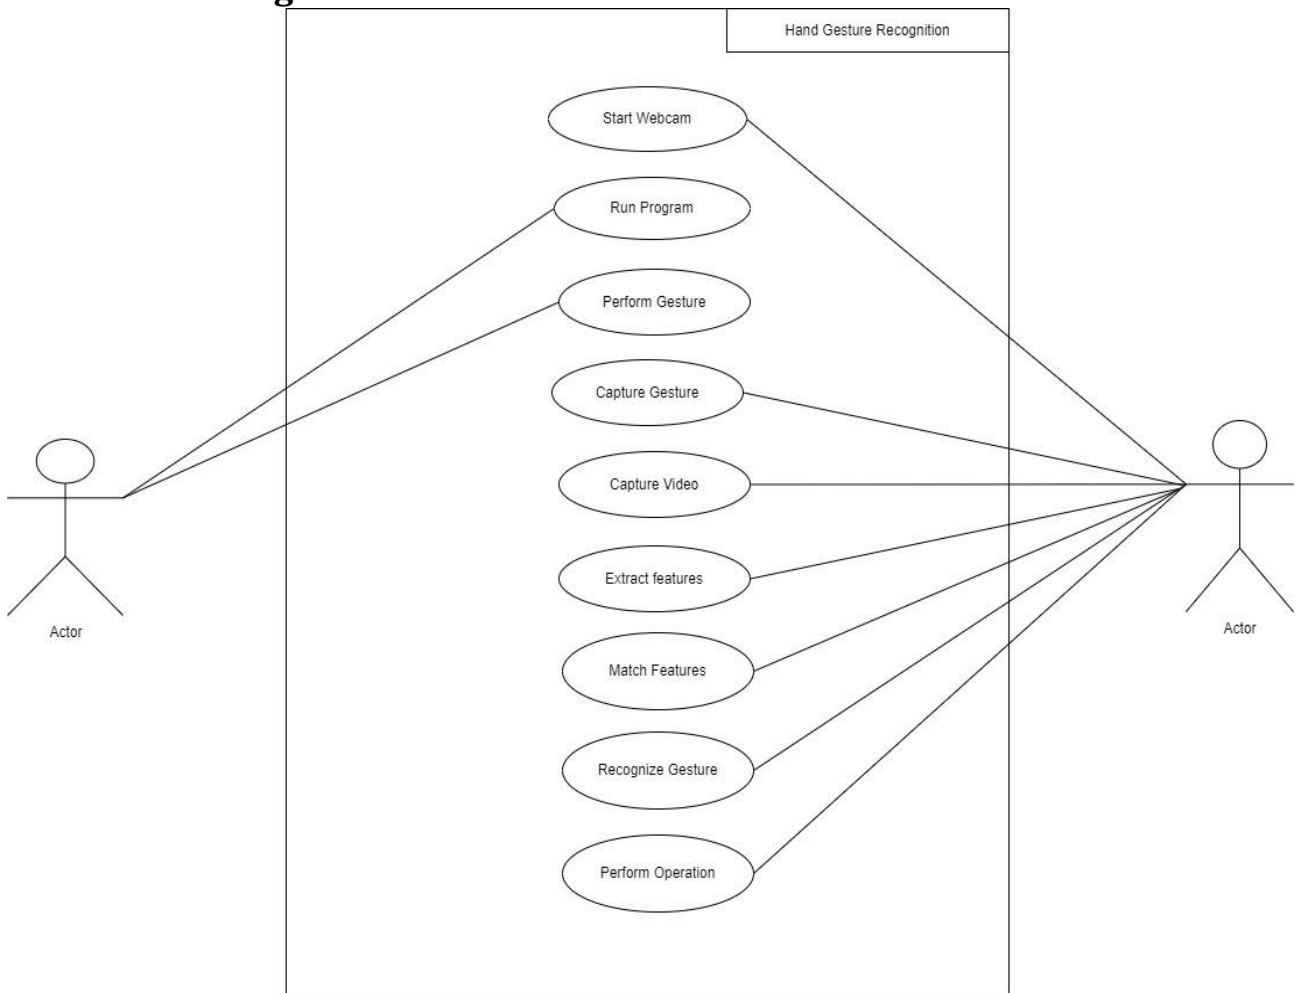 Hand Gesture Recognition
Start Webcam
Run Program
Perform Gesture
Capture Gesture
Capture Video
Extract features
Match Features
Recognize Gesture
Perform Operation
Actor
Actor